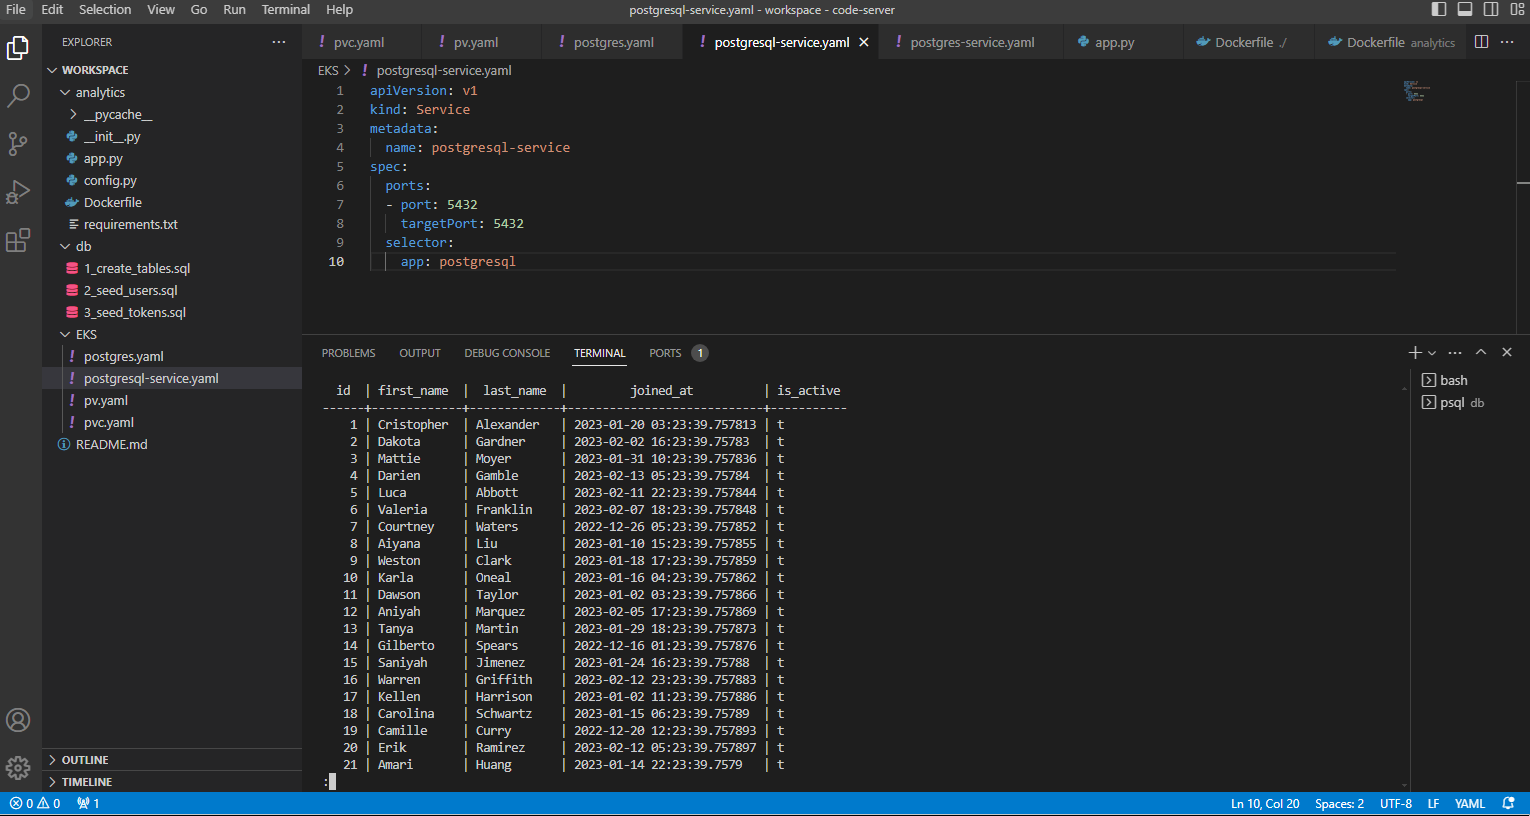 File Edit Selection View Go Run Terminal Help postgresql-service.yaml - workspace - code-server
EXPLORER
WORKSPACE
analytics
__pycache__
__init__.py
app.py
config.py
Dockerfile
requirements.txt
db
1_create_tables.sql
2_seed_users.sql
3_seed_tokens.sql
EKS
postgres.yaml
postgresql-service.yaml
pv.yaml
pvc.yaml
README.md
OUTLINE
TIMELINE
pvc.yaml pv.yaml postgres.yaml postgresql-service.yaml postgres-service.yaml app.py Dockerfile ./ Dockerfile analytics
EKS > postgresql-service.yaml
1 apiVersion: v1
2 kind: Service
3 metadata:
4   name: postgresql-service
5 spec:
6   ports:
7   - port: 5432
8     targetPort: 5432
9   selector:
10    app: postgresql
PROBLEMS OUTPUT DEBUG CONSOLE TERMINAL PORTS 1
id | first_name | last_name | joined_at | is_active
------+-------------+-------------+----------------------------+-----------
1 | Cristopher | Alexander | 2023-01-20 03:23:39.757813 | t
2 | Dakota | Gardner | 2023-02-02 16:23:39.75783 | t
3 | Mattie | Moyer | 2023-01-31 10:23:39.757836 | t
4 | Darien | Gamble | 2023-02-13 05:23:39.75784 | t
5 | Luca | Abbott | 2023-02-11 22:23:39.757844 | t
6 | Valeria | Franklin | 2023-02-07 18:23:39.757848 | t
7 | Courtney | Waters | 2022-12-26 05:23:39.757852 | t
8 | Aiyana | Liu | 2023-01-10 15:23:39.757855 | t
9 | Weston | Clark | 2023-01-18 17:23:39.757859 | t
10 | Karla | Oneal | 2023-01-16 04:23:39.757862 | t
11 | Dawson | Taylor | 2023-01-02 03:23:39.757866 | t
12 | Aniyah | Marquez | 2023-02-05 17:23:39.757869 | t
13 | Tanya | Martin | 2023-01-29 18:23:39.757873 | t
14 | Gilberto | Spears | 2022-12-16 01:23:39.757876 | t
15 | Saniyah | Jimenez | 2023-01-24 16:23:39.75788 | t
16 | Warren | Griffith | 2023-02-12 23:23:39.757883 | t
17 | Kellen | Harrison | 2023-01-02 11:23:39.757886 | t
18 | Carolina | Schwartz | 2023-01-15 06:23:39.75789 | t
19 | Camille | Curry | 2022-12-20 12:23:39.757893 | t
20 | Erik | Ramirez | 2023-02-12 05:23:39.757897 | t
21 | Amari | Huang | 2023-01-14 22:23:39.7579 | t
:
bash
psql db
0 0 1 Ln 10, Col 20 Spaces: 2 UTF-8 LF YAML